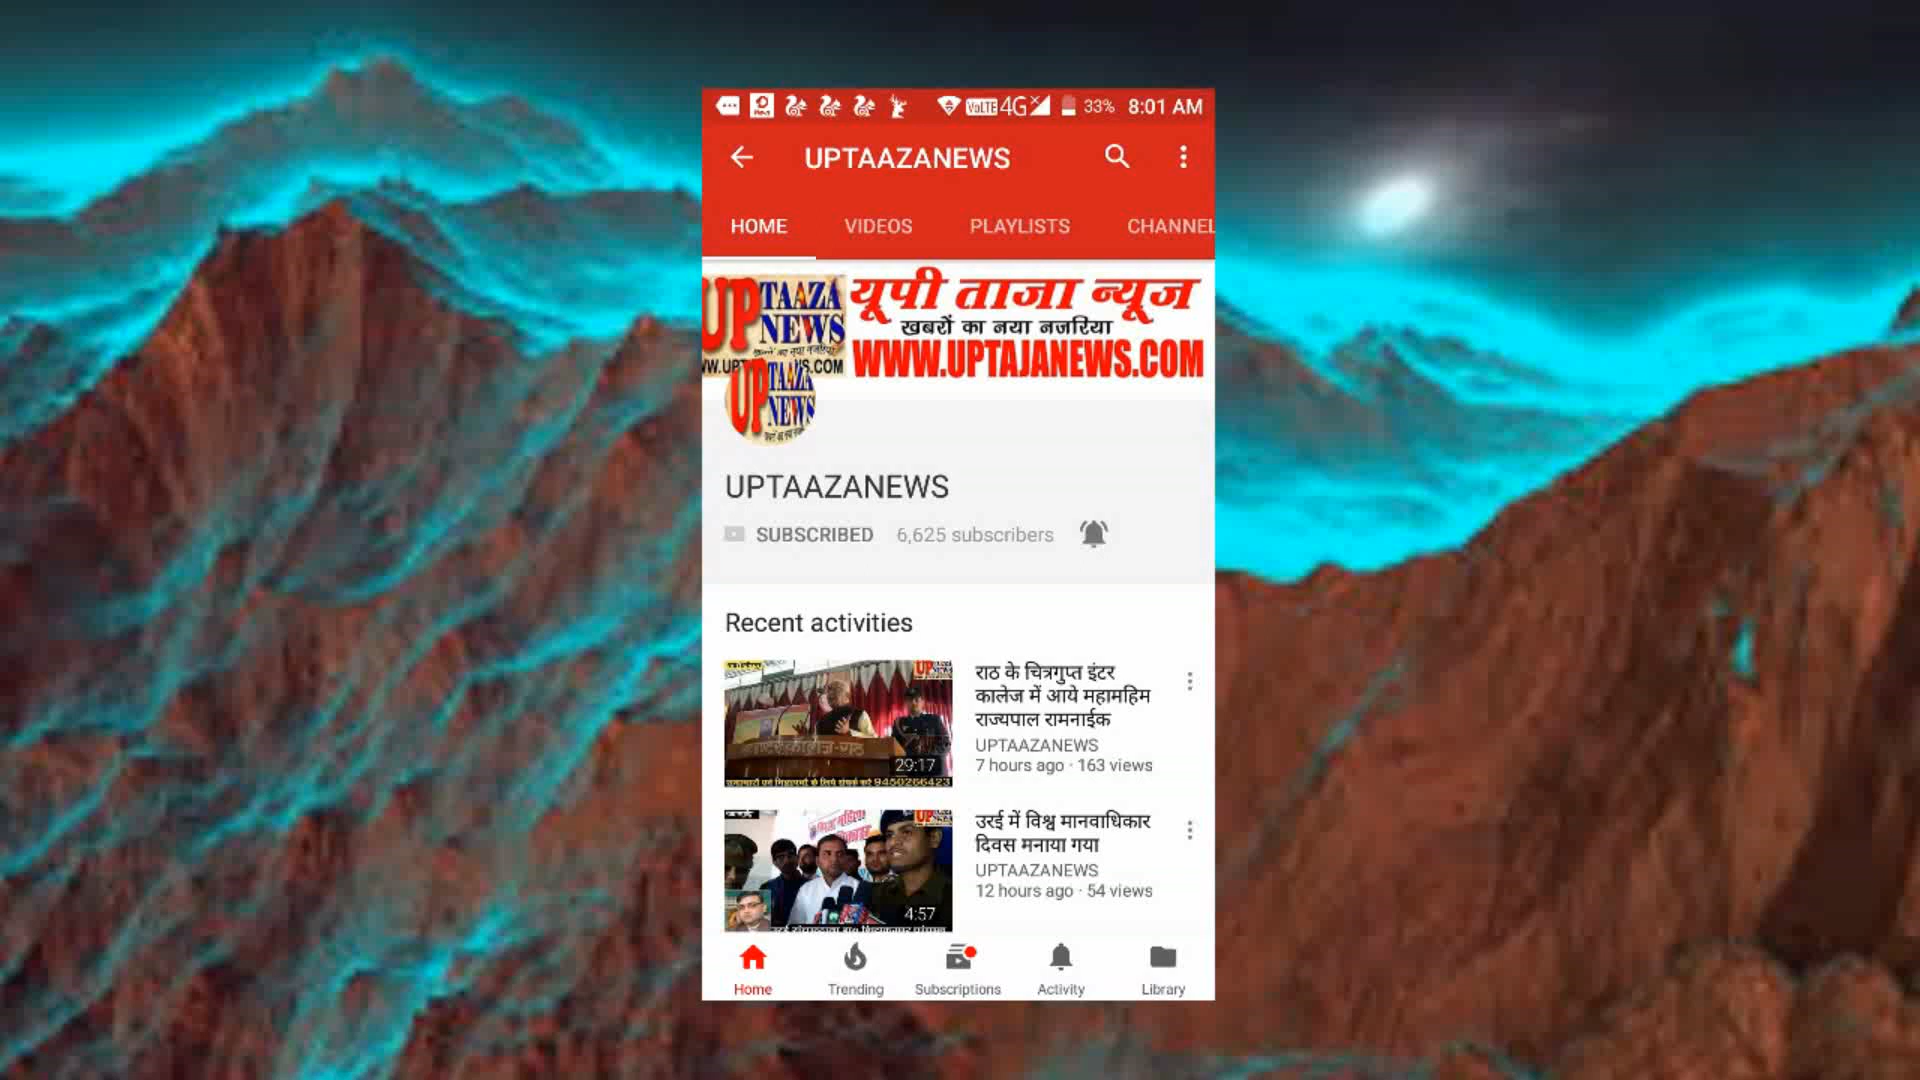 VoLTE 4G 33% 8:01 AM
UPTAAZANEWS
HOME VIDEOS PLAYLISTS CHANNEL
UP TAAZA NEWS
यूपी ताजा न्यूज
खबरों का नया नजरिया
WWW.UPTAJANEWS.COM
UP TAAZA NEWS
UPTAAZANEWS
SUBSCRIBED 6,625 subscribers
Recent activities
29:17
राठ के चित्रगुप्त इंटर
कालेज में आये महामहिम
राज्यपाल रामनाईक
UPTAAZANEWS
7 hours ago · 163 views
4:57
उरई में विश्व मानवाधिकार
दिवस मनाया गया
UPTAAZANEWS
12 hours ago · 54 views
Home Trending Subscriptions Activity Library